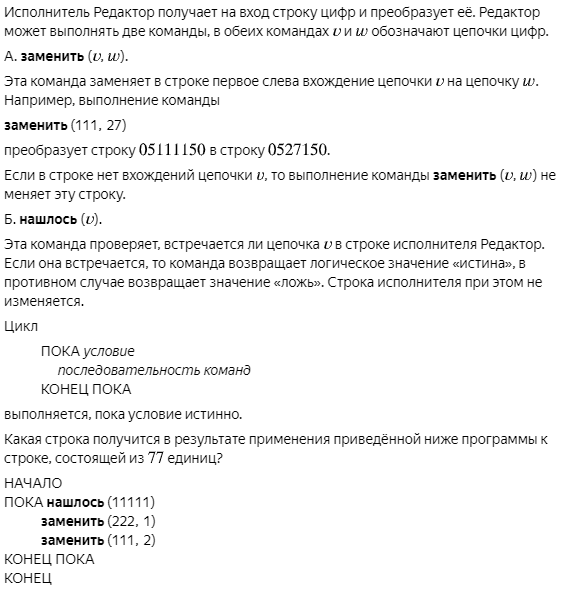 Исполнитель Редактор получает на вход строку цифр и преобразует её. Редактор
может выполнять две команды, в обеих командах v и w обозначают цепочки цифр.
А. заменить (v, w).
Эта команда заменяет в строке первое слева вхождение цепочки v на цепочку w.
Например, выполнение команды
заменить (111, 27)
преобразует строку 05111150 в строку 0527150.
Если в строке нет вхождений цепочки v, то выполнение команды заменить (v, w) не
меняет эту строку.
Б. нашлось (v).
Эта команда проверяет, встречается ли цепочка v в строке исполнителя Редактор.
Если она встречается, то команда возвращает логическое значение «истина», в
противном случае возвращает значение «ложь». Строка исполнителя при этом не
изменяется.
Цикл
ПОКА условие
последовательность команд
КОНЕЦ ПОКА
выполняется, пока условие истинно.
Какая строка получится в результате применения приведённой ниже программы к
строке, состоящей из 77 единиц?
НАЧАЛО
ПОКА нашлось (11111)
заменить (222, 1)
заменить (111, 2)
КОНЕЦ ПОКА
КОНЕЦ